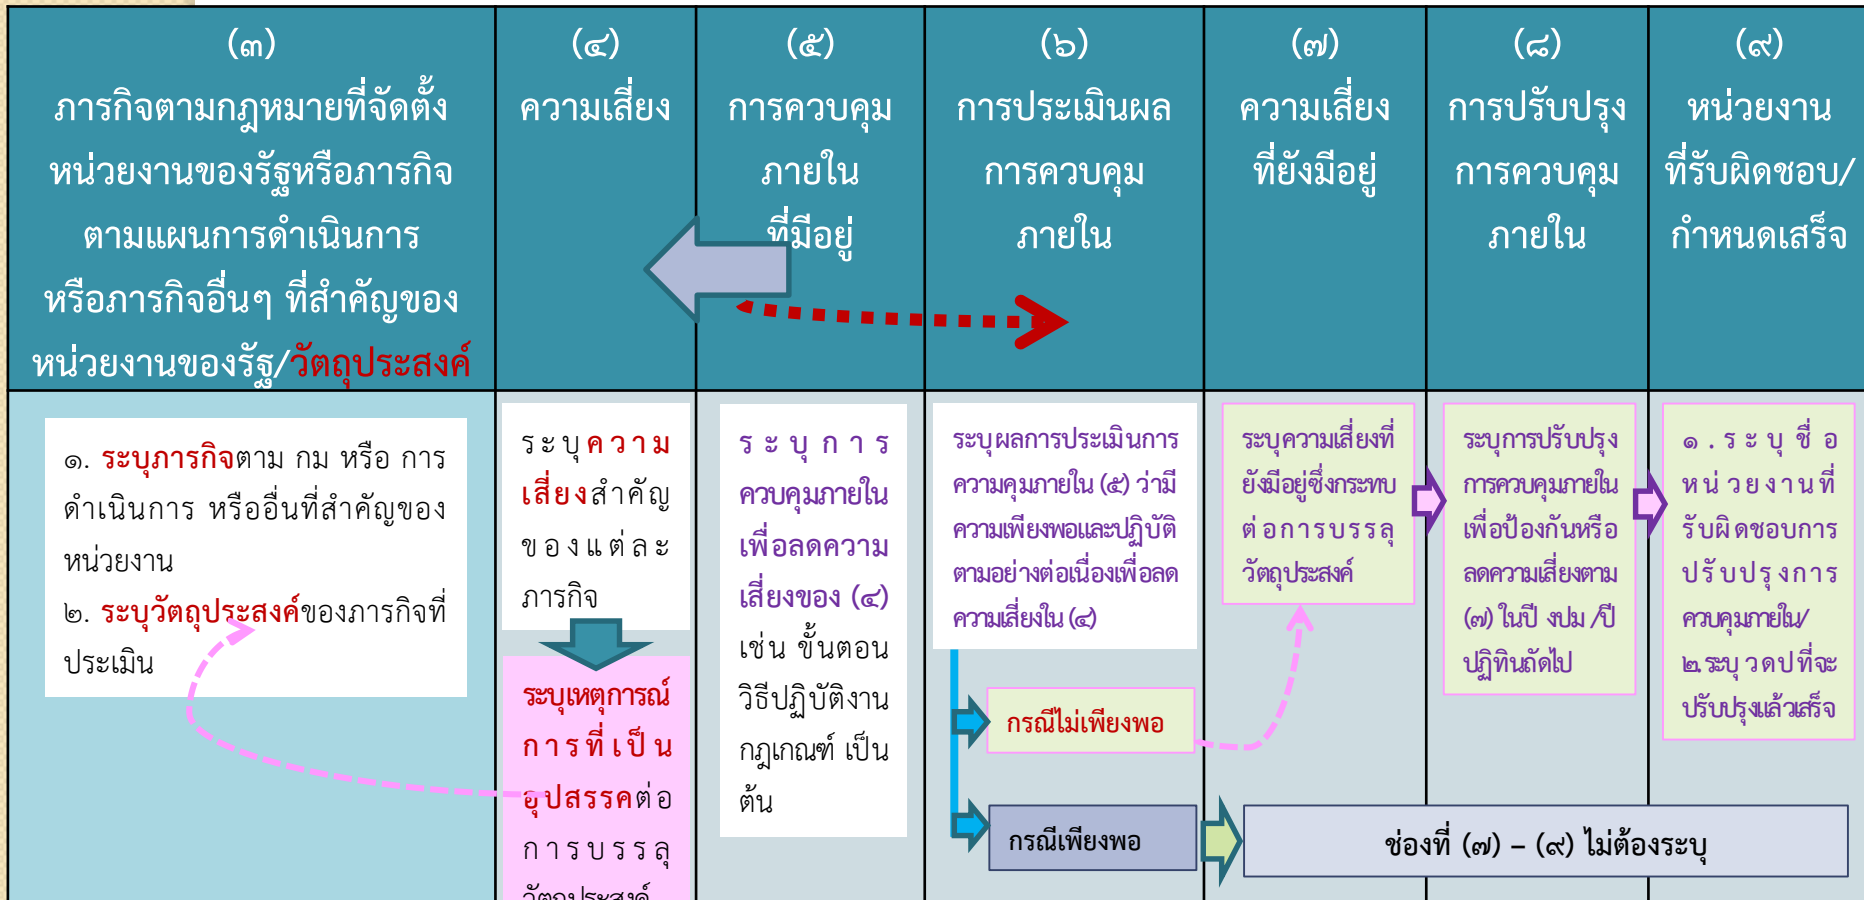 (๓)
ภารกิจตามกฎหมายที่จัดตั้ง
หน่วยงานของรัฐหรือภารกิจ
ตามแผนการดำเนินการ
หรือภารกิจอื่นๆ ที่สำคัญของ
หน่วยงานของรัฐ/วัตถุประสงค์
(๔)
ความเสี่ยง
(๕)
การควบคุม
ภายใน
ที่มีอยู่
(๖)
การประเมินผล
การควบคุม
ภายใน
(๗)
ความเสี่ยง
ที่ยังมีอยู่
(๘)
การปรับปรุง
การควบคุม
ภายใน
(๙)
หน่วยงาน
ที่รับผิดชอบ/
กำหนดเสร็จ
๑. ระบุภารกิจตาม กม หรือ การ
ดำเนินการ หรืออื่นที่สำคัญของ
หน่วยงาน
๒. ระบุวัตถุประสงค์ของภารกิจที่
ประเมิน
ระบุความ
เสี่ยงสำคัญ
ของแต่ละ
ภารกิจ
ระบุเหตุการณ์
การที่เป็น
อุปสรรคต่อ
การบรรลุ
วัตถุประสงค์
ระบุการ
ควบคุมภายใน
เพื่อลดความ
เสี่ยงของ (๔)
เช่น ขั้นตอน
วิธีปฏิบัติงาน
กฎเกณฑ์ เป็น
ต้น
ระบุผลการประเมินการ
ความคุมภายใน (๕) ว่ามี
ความเพียงพอและปฏิบัติ
ตามอย่างต่อเนื่องเพื่อลด
ความเสี่ยงใน (๔)
กรณีไม่เพียงพอ
กรณีเพียงพอ
ระบุความเสี่ยงที่
ยังมีอยู่ซึ่งกระทบ
ต่อการบรรลุ
วัตถุประสงค์
ระบุการปรับปรุง
การควบคุมภายใน
เพื่อป้องกันหรือ
ลดความเสี่ยงตาม
(๗) ในปี งปม /ปี
ปฏิทินถัดไป
๑.ระบุชื่อ
หน่วยงานที่
รับผิดชอบการ
ปรับปรุงการ
ควบคุมภายใน/
๒.ระบุ วดป ที่จะ
ปรับปรุงแล้วเสร็จ
ช่องที่ (๗) – (๙) ไม่ต้องระบุ